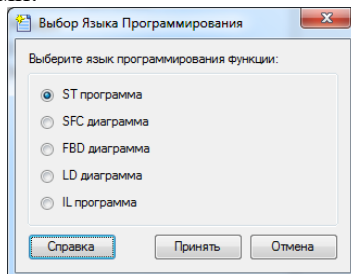 Выбор Языка Программирования
Выберите язык программирования функции:
ST программа
SFC диаграмма
FBD диаграмма
LD диаграмма
IL программа
Справка Принять Отмена